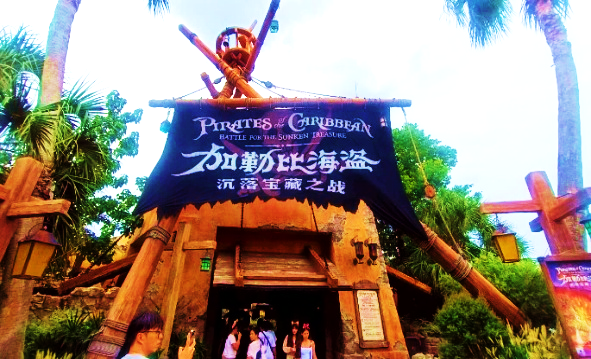 PIRATES of the CARIBBEAN
BATTLE FOR THE SUNKEN TREASURE
加勒比海盗
沉落宝藏之战